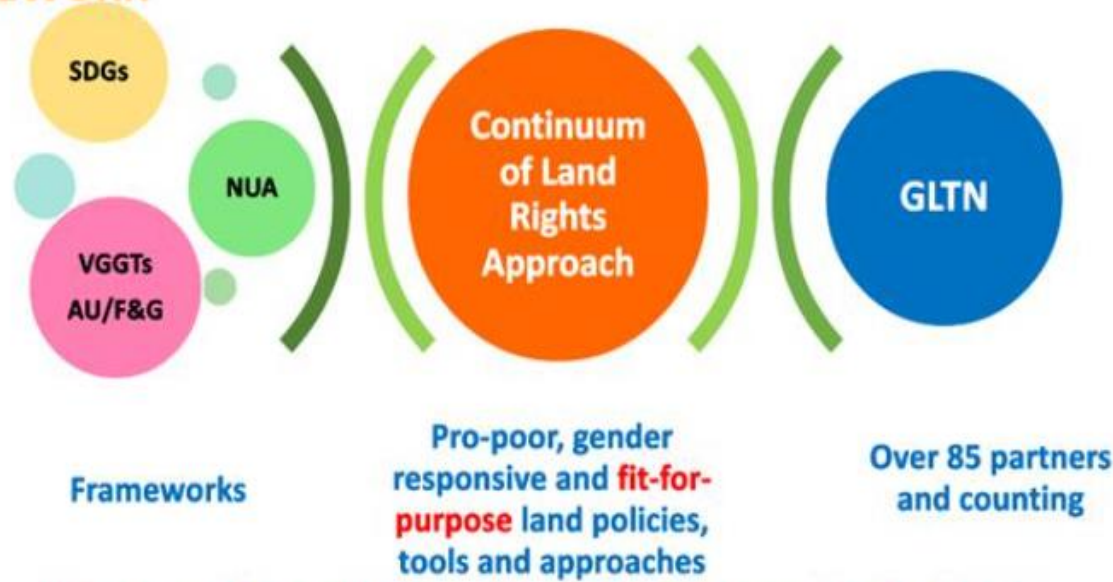 SDGs
NUA
VGGTs
AU/F&G
Continuum
of Land
Rights
Approach
GLTN
Frameworks
Pro-poor, gender
responsive and fit-for-
purpose land policies,
tools and approaches
Over 85 partners
and counting